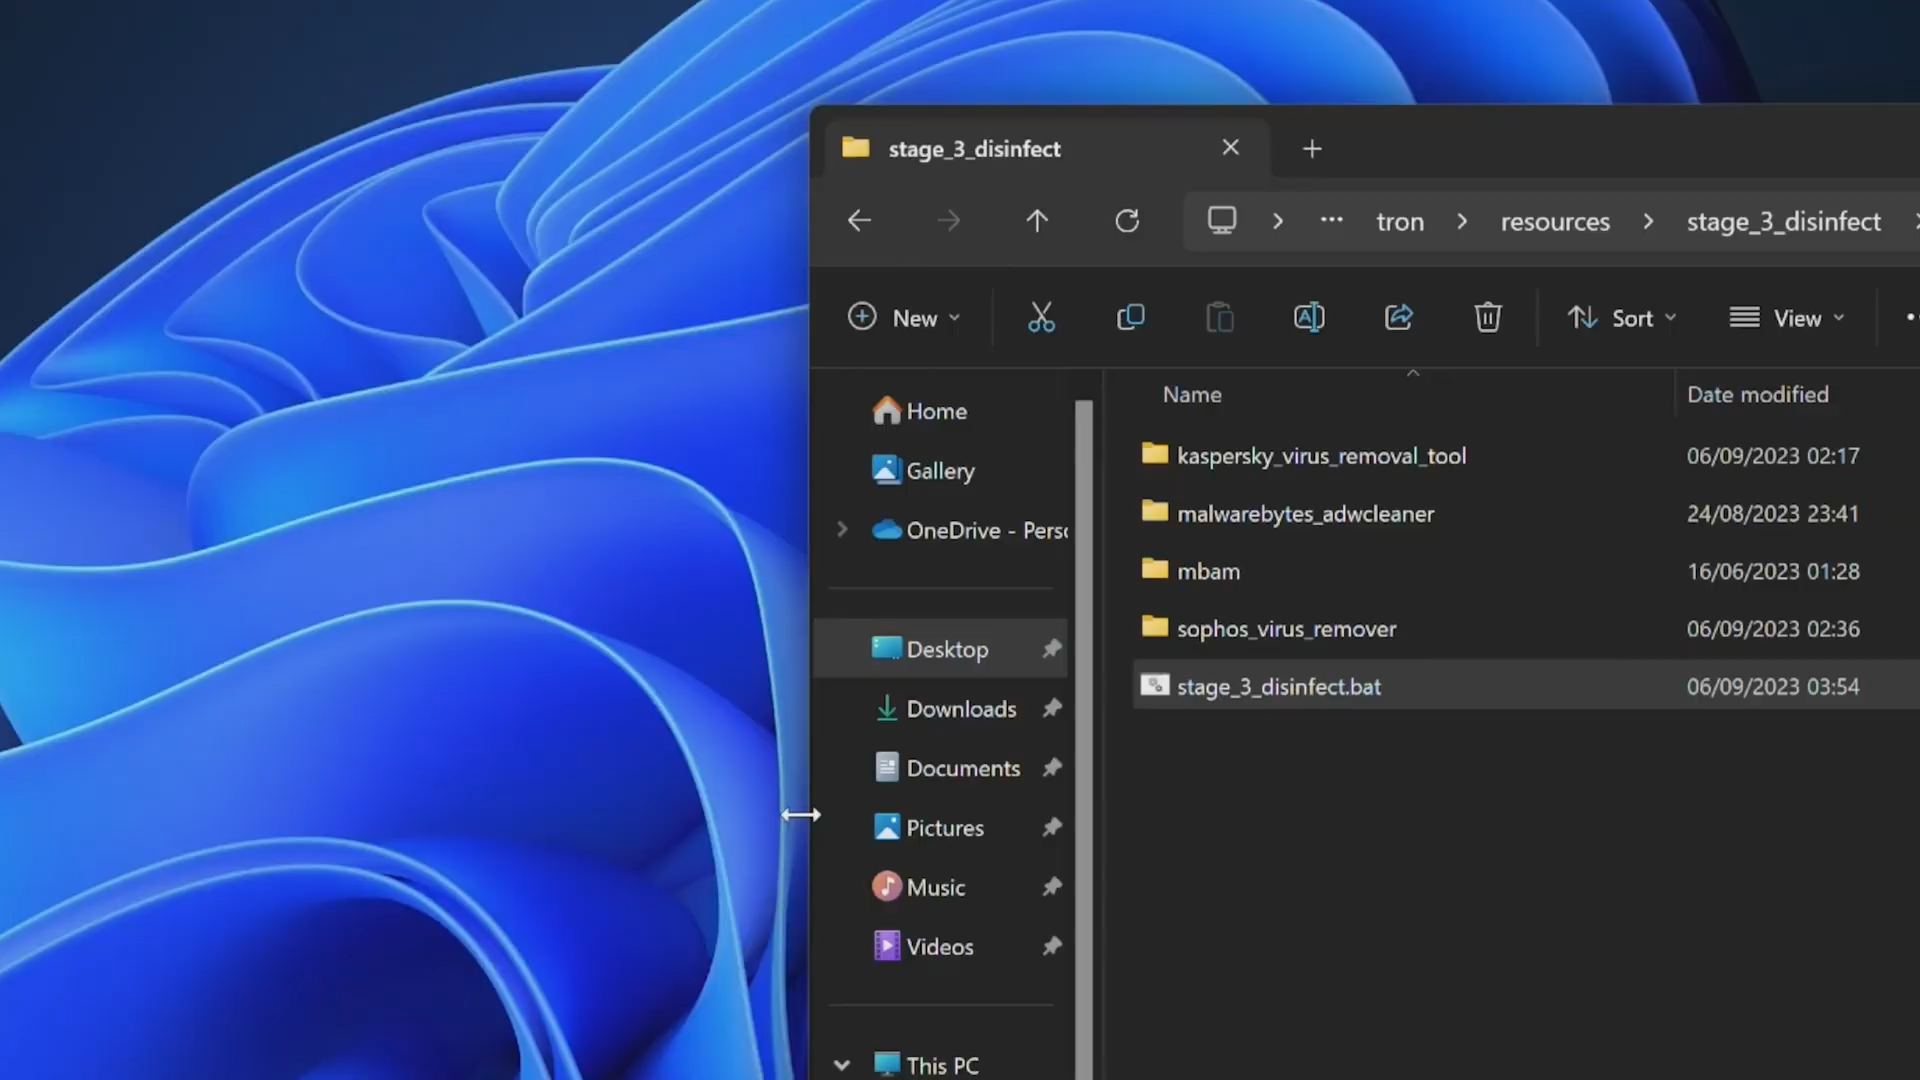 stage_3_disinfect
tron
resources
stage_3_disinfect
New
Sort
View
Name
Date modified
Home
Gallery
OneDrive - Perso
Desktop
Downloads
Documents
Pictures
Music
Videos
This PC
kaspersky_virus_removal_tool 06/09/2023 02:17
malwarebytes_adwcleaner 24/08/2023 23:41
mbam 16/06/2023 01:28
sophos_virus_remover 06/09/2023 02:36
stage_3_disinfect.bat 06/09/2023 03:54